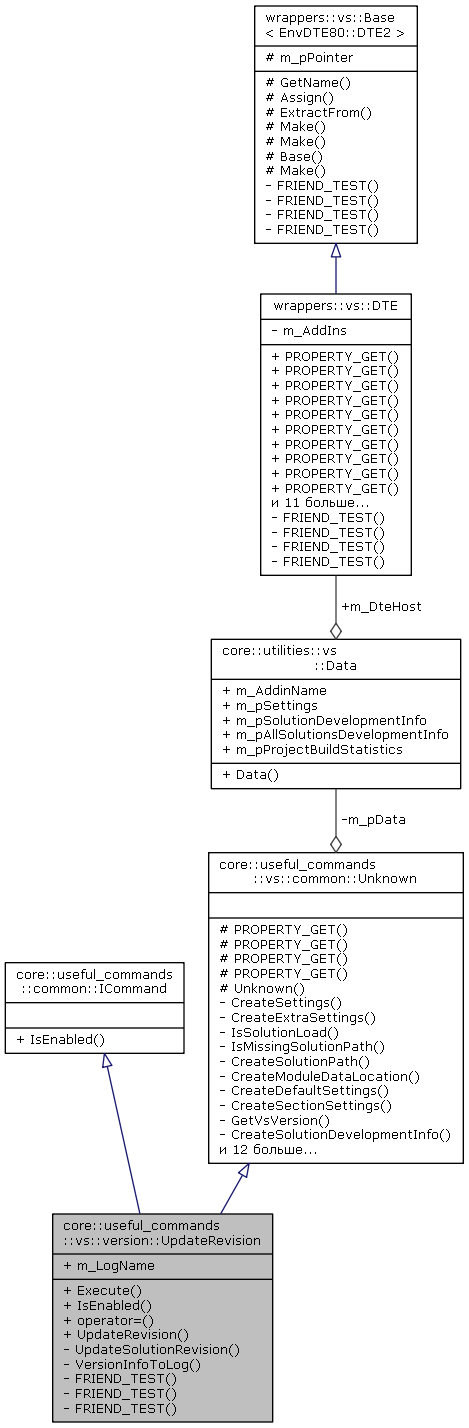 wrappers::vs::Base
< EnvDTE80::DTE2 >
# m_pPointer
# GetName()
# Assign()
# ExtractFrom()
# Make()
# Make()
# Base()
# Make()
- FRIEND_TEST()
- FRIEND_TEST()
- FRIEND_TEST()
- FRIEND_TEST()
wrappers::vs::DTE
- m_AddIns
+ PROPERTY_GET()
+ PROPERTY_GET()
+ PROPERTY_GET()
+ PROPERTY_GET()
+ PROPERTY_GET()
+ PROPERTY_GET()
+ PROPERTY_GET()
+ PROPERTY_GET()
+ PROPERTY_GET()
+ PROPERTY_GET()
и 11 больше...
- FRIEND_TEST()
- FRIEND_TEST()
- FRIEND_TEST()
- FRIEND_TEST()
+m_DteHost
core::utilities::vs
::Data
+ m_AddinName
+ m_pSettings
+ m_pSolutionDevelopmentInfo
+ m_pAllSolutionsDevelopmentInfo
+ m_pProjectBuildStatistics
+ Data()
-m_pData
core::useful_commands
::vs::common::Unknown
# PROPERTY_GET()
# PROPERTY_GET()
# PROPERTY_GET()
# PROPERTY_GET()
# Unknown()
- CreateSettings()
- CreateExtraSettings()
- IsSolutionLoad()
- IsMissingSolutionPath()
- CreateSolutionPath()
- CreateModuleDataLocation()
- CreateDefaultSettings()
- CreateSectionSettings()
- GetVsVersion()
- CreateSolutionDevelopmentInfo()
и 12 больше...
core::useful_commands
::common::ICommand
+ IsEnabled()
core::useful_commands
::vs::version::UpdateRevision
+ m_LogName
+ Execute()
+ IsEnabled()
+ operator=()
+ UpdateRevision()
- UpdateSolutionRevision()
- VersionInfoToLog()
- FRIEND_TEST()
- FRIEND_TEST()
- FRIEND_TEST()